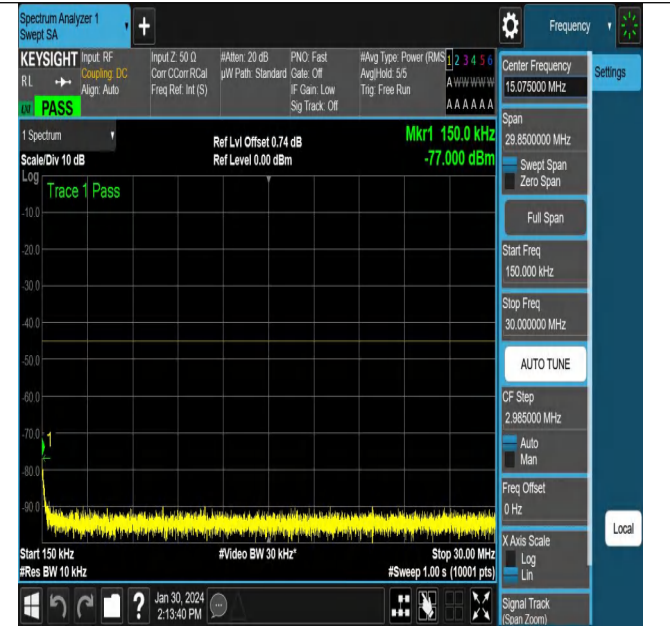 Spectrum Analyzer 1
Swept SA
Frequency
KEYSIGHT
RL
PASS
Input: RF
Coupling: DC
Align: Auto
Input Z: 50 Ω
Corr CCorr RCal
Freq Ref: Int (S)
#Atten: 20 dB
µW Path: Standard
PNO: Fast
Gate: Off
IF Gain: Low
Sig Track: Off
#Avg Type: Power (RMS
Avg|Hold: 5/5
Trig: Free Run
1 2 3 4 5 6
A W W W W W
A A A A A A
1 Spectrum
Scale/Div 10 dB
Ref Lvl Offset 0.74 dB
Ref Level 0.00 dBm
Mkr1 150.0 kHz
-77.000 dBm
Log
Trace 1 Pass
-10.0
-20.0
-30.0
-40.0
-50.0
-60.0
-70.0
1
-80.0
-90.0
Start 150 kHz
#Video BW 30 kHz*
Stop 30.00 MHz
#Res BW 10 kHz
#Sweep 1.00 s (10001 pts)
Jan 30, 2024
2:13:40 PM
Center Frequency
15.075000 MHz
Settings
Span
29.8500000 MHz
Swept Span
Zero Span
Full Span
Start Freq
150.000 kHz
Stop Freq
30.000000 MHz
AUTO TUNE
CF Step
2.985000 MHz
Auto
Man
Freq Offset
0 Hz
X Axis Scale
Log
Lin
Local
Signal Track
(Span Zoom)